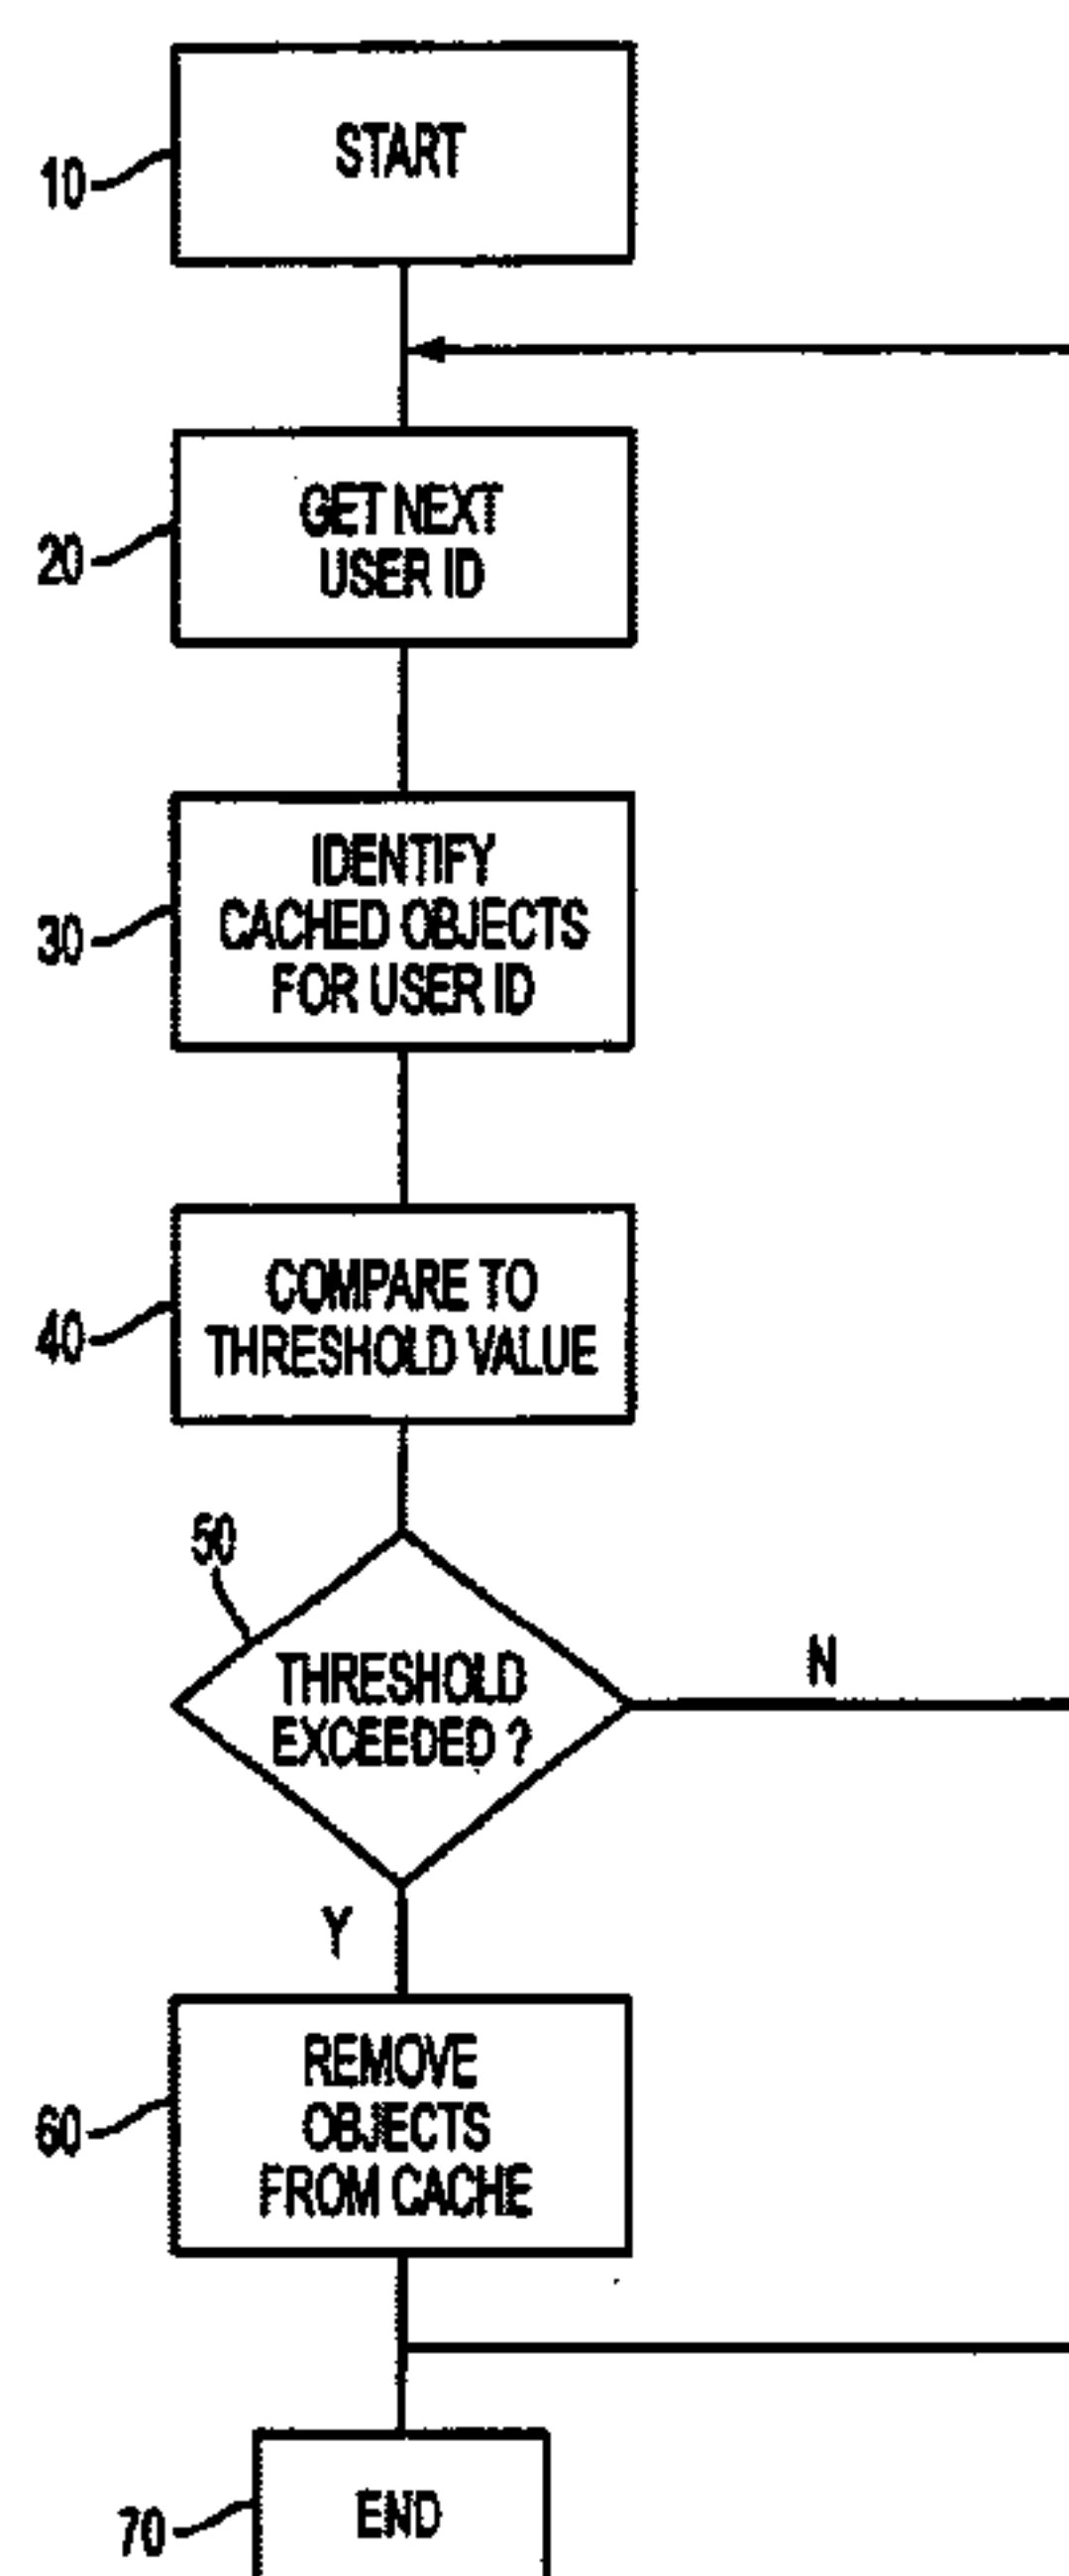 START
10
GET NEXT
USER ID
20
IDENTIFY
CACHED OBJECTS
FOR USER ID
30
COMPARE TO
THRESHOLD VALUE
40
50
THRESHOLD
EXCEEDED ?
N
Y
REMOVE
OBJECTS
FROM CACHE
60
END
70